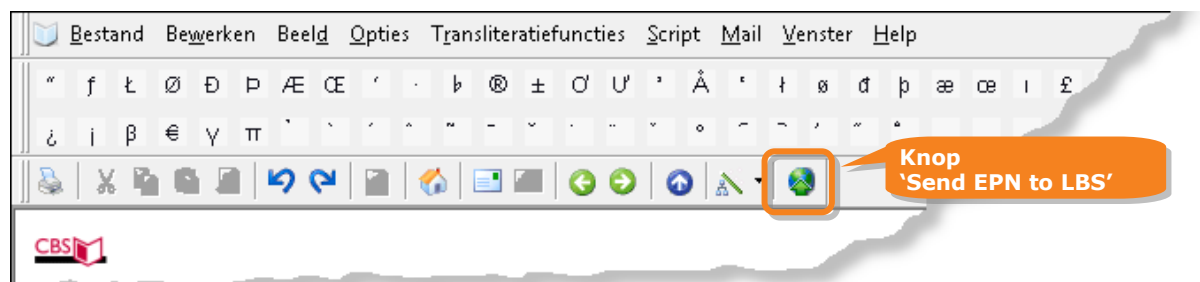 Bestand Bewerken Beeld Opties Transliteratiefuncties Script Mail Venster Help
ʺ ƒ Ł Ø Đ Þ Æ Œ ʹ · ♭ ® ± Ơ Ư ʼ Å ʻ ł ø đ þ æ œ ı £
¿ ¡ β € γ π
Knop
‘Send EPN to LBS’
CBS